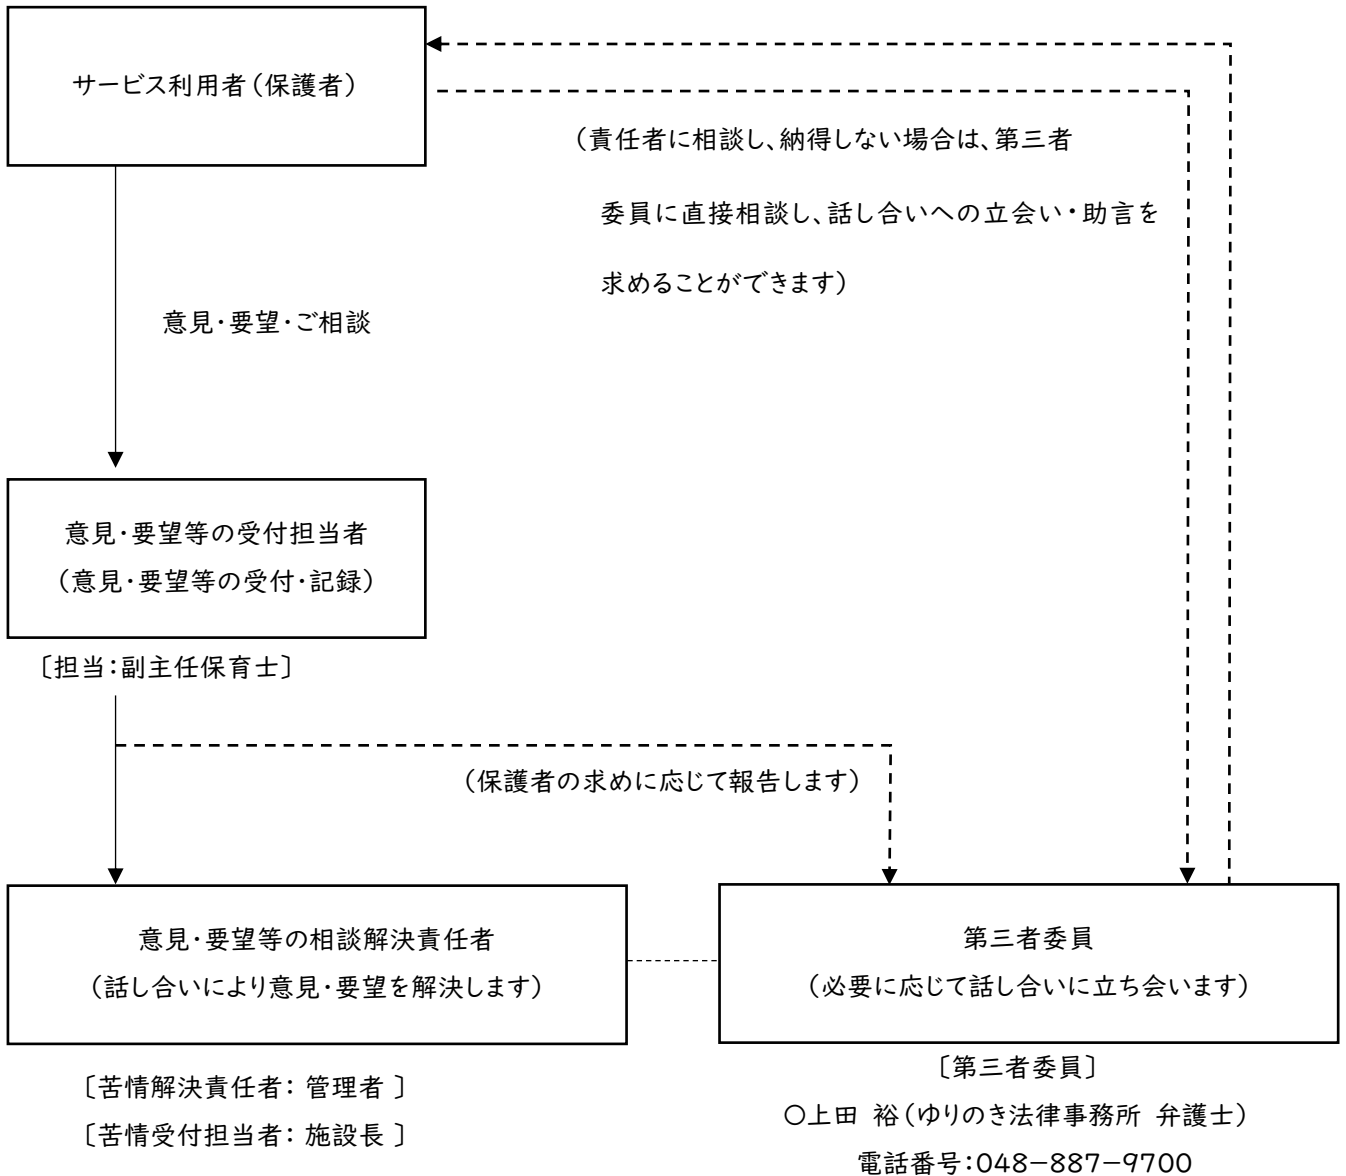 サービス利用者（保護者）
（責任者に相談し、納得しない場合は、第三者
委員に直接相談し、話し合いへの立会い・助言を
求めることができます）
意見・要望・ご相談
意見・要望等の受付担当者
（意見・要望等の受付・記録）
〔担当：副主任保育士〕
（保護者の求めに応じて報告します）
意見・要望等の相談解決責任者
（話し合いにより意見・要望を解決します）
〔苦情解決責任者： 管理者 〕
〔苦情受付担当者： 施設長 〕
第三者委員
（必要に応じて話し合いに立ち会います）
〔第三者委員〕
○上田 裕（ゆりのき法律事務所 弁護士）
電話番号：048－887－9700